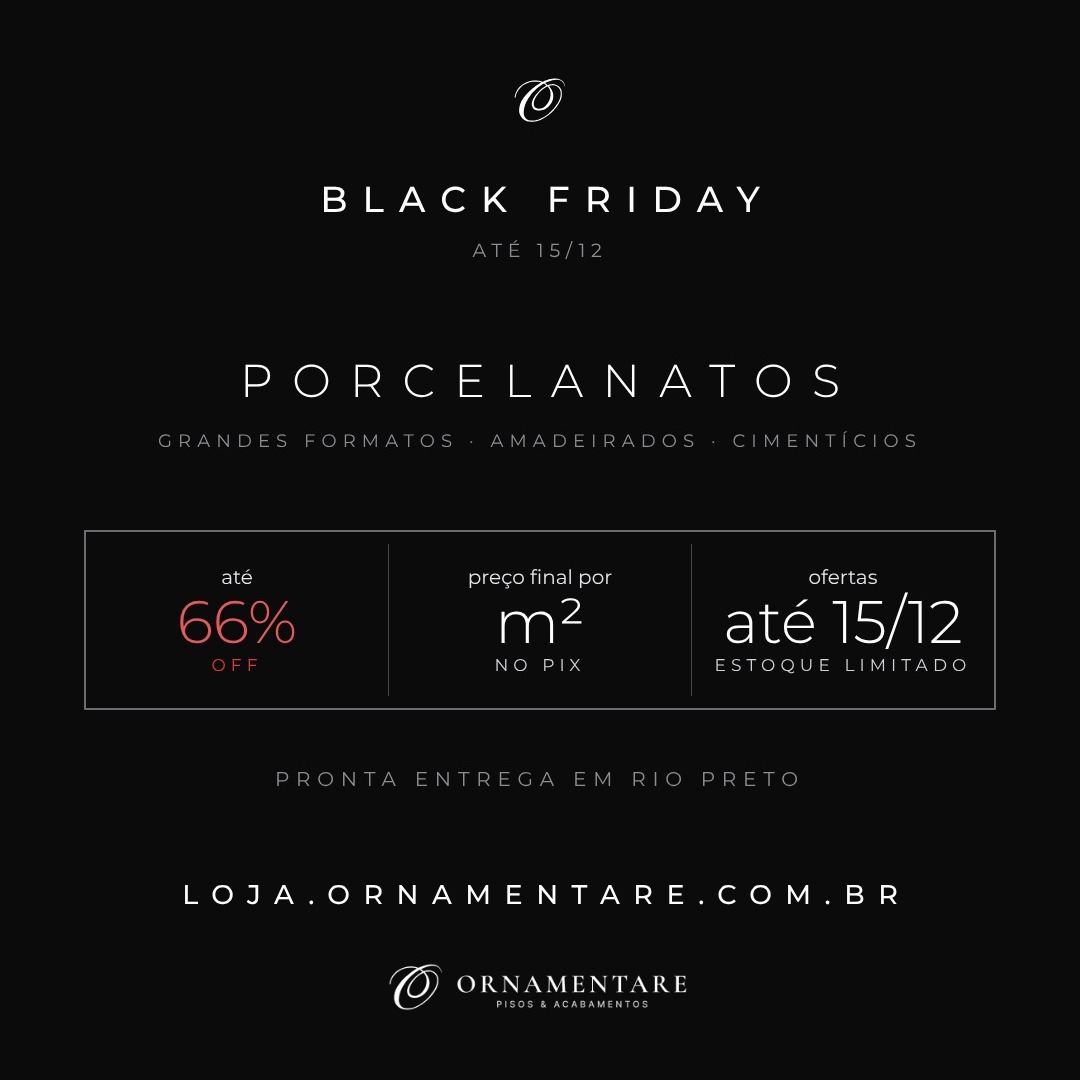 O
BLACK FRIDAY
ATÉ 15/12
PORCELANATOS
GRANDES FORMATOS · AMADEIRADOS · CIMENTÍCIOS
até
66%
OFF
preço final por
m²
NO PIX
ofertas
até 15/12
ESTOQUE LIMITADO
PRONTA ENTREGA EM RIO PRETO
LOJA.ORNAMENTARE.COM.BR
O ORNAMENTARE
PISOS & ACABAMENTOS